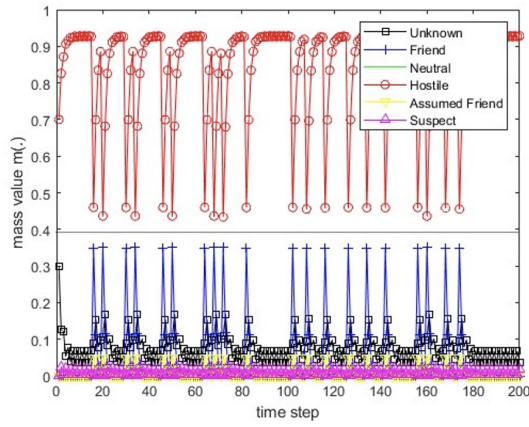 1
0.9
0.8
0.7
0.6
0.5
0.4
0.3
0.2
0.1
0
mass value m(.)
Unknown
Friend
Neutral
Hostile
Assumed Friend
Suspect
0 20 40 60 80 100 120 140 160 180 200
time step